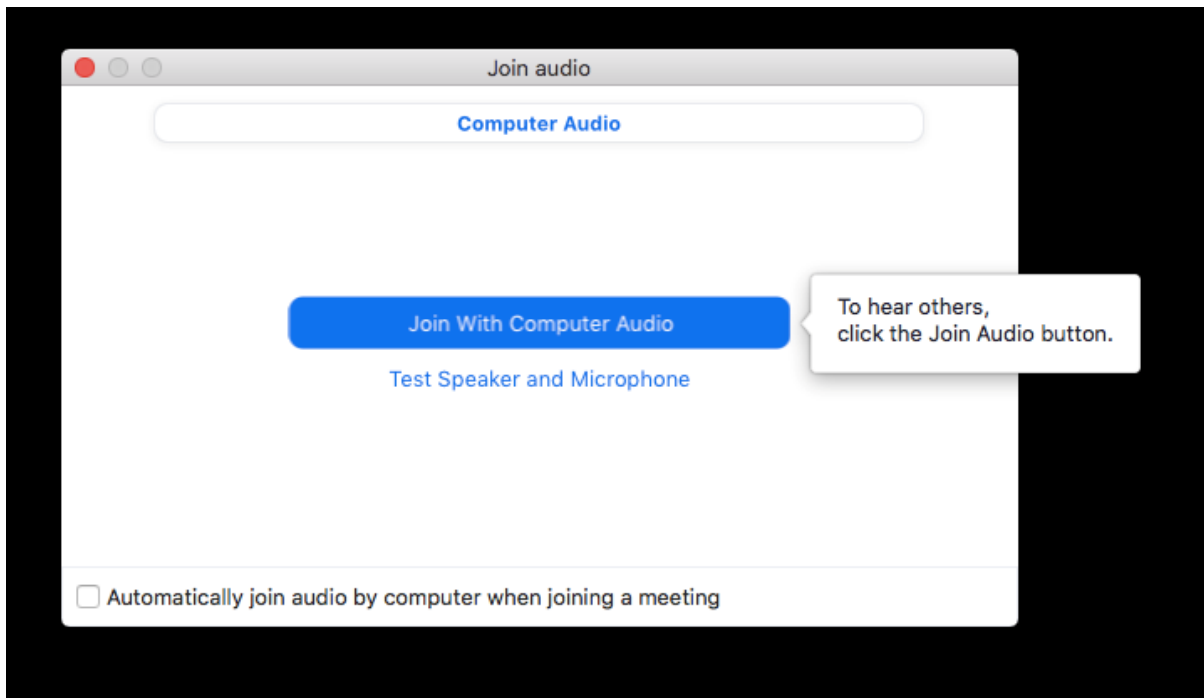 Join audio
Computer Audio
Join With Computer Audio
To hear others,
click the Join Audio button.
Test Speaker and Microphone
Automatically join audio by computer when joining a meeting